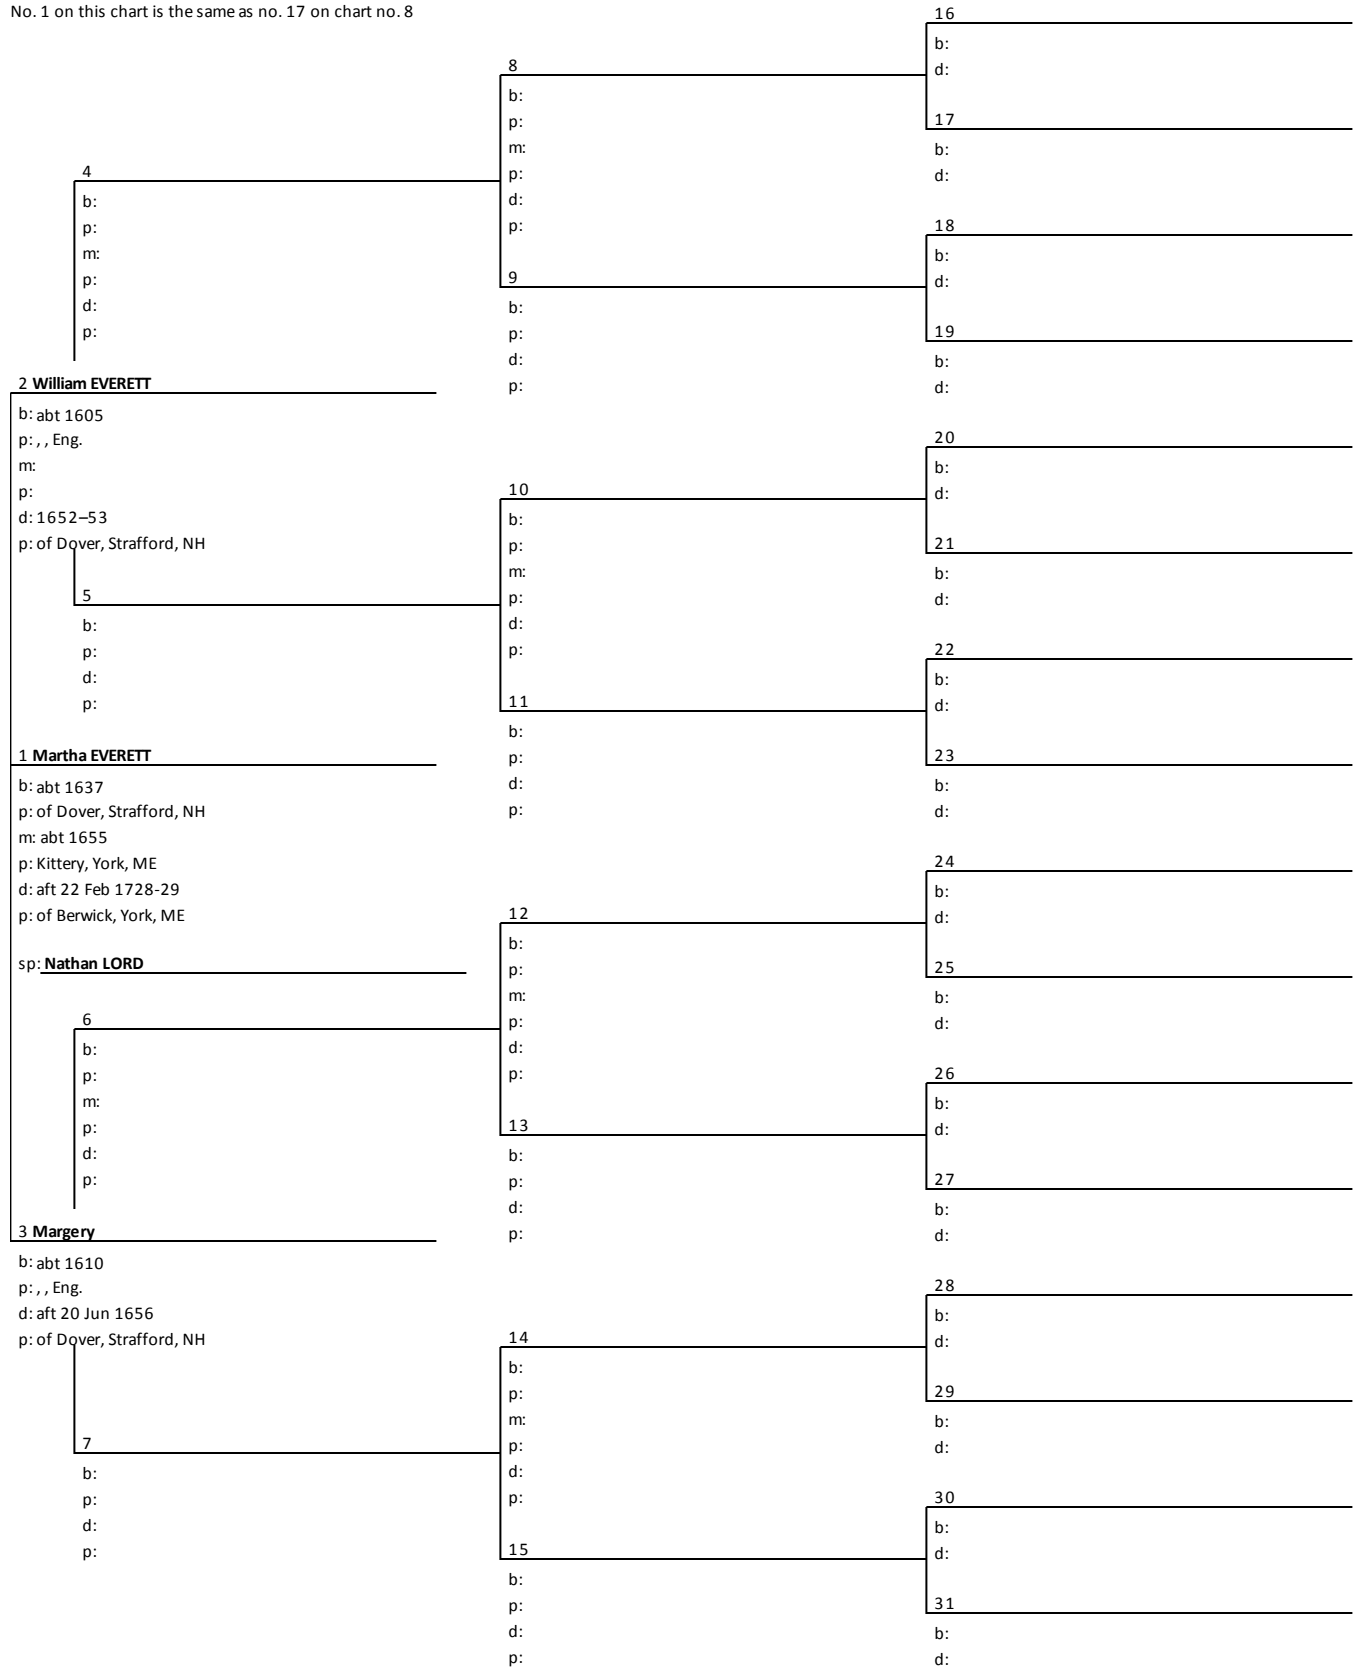 No. 1 on this chart is the same as no. 17 on chart no. 8
2 William EVERETT
b: abt 1605
p: , , Eng.
m:
p:
d: 1652–53
p: of Dover, Strafford, NH
1 Martha EVERETT
b: abt 1637
p: of Dover, Strafford, NH
m: abt 1655
p: Kittery, York, ME
d: aft 22 Feb 1728-29
p: of Berwick, York, ME
sp: Nathan LORD
3 Margery
b: abt 1610
p: , , Eng.
d: aft 20 Jun 1656
p: of Dover, Strafford, NH
4
b:
p:
m:
p:
d:
p:
5
b:
p:
d:
p:
6
b:
p:
m:
p:
d:
p:
7
b:
p:
d:
p:
8
b:
p:
m:
p:
d:
p:
9
b:
p:
d:
p:
10
b:
p:
m:
p:
d:
p:
11
b:
p:
d:
p:
12
b:
p:
m:
p:
d:
p:
13
b:
p:
d:
p:
14
b:
p:
m:
p:
d:
p:
15
b:
p:
d:
p:
16
b:
d:
17
b:
d:
18
b:
d:
19
b:
d:
20
b:
d:
21
b:
d:
22
b:
d:
23
b:
d:
24
b:
d:
25
b:
d:
26
b:
d:
27
b:
d:
28
b:
d:
29
b:
d:
30
b:
d:
31
b:
d: